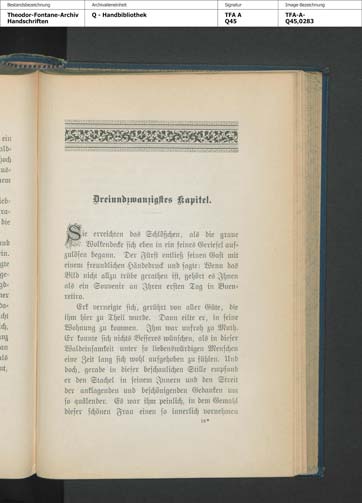 Bestandsbezeichnung
Archivalieneinheit
Signatur
Image-Bezeichnung
Theodor-Fontane-Archiv
Handschriften
Q - Handbibliothek
TFA A
Q45
TFA-A-
Q45,0283
Dreiundzwanzigstes Kapitel.
Sie erreichten das Schlößchen, als die graue
Wolkendecke sich eben in ein feines Geriesel auf-
zulösen begann. Der Fürst entließ seinen Gast mit
einem freundlichen Händedruck und sagte: Wenn das
Bild nicht allzu trübe gerathen ist, gehört es Ihnen
als ein Souvenir an Ihren ersten Tag in Buen-
retiro.
Erk verneigte sich, gerührt von aller Güte, die
ihm hier zu Theil wurde. Dann eilte er, in seine
Wohnung zu kommen. Ihm war unfroh zu Muth.
Er konnte sich nichts Besseres wünschen, als in dieser
Waldeinsamkeit unter so liebenswürdigen Menschen
eine Zeit lang sich wohl aufgehoben zu fühlen. Und
doch, gerade in dieser beschaulichen Stille empfand
er den Stachel in seinem Innern und den Streit
der anklagenden und beschönigenden Gedanken um
so quälender. Es war ihm peinlich, in dem Gemahl
dieser schönen Frau einen so innerlich vornehmen